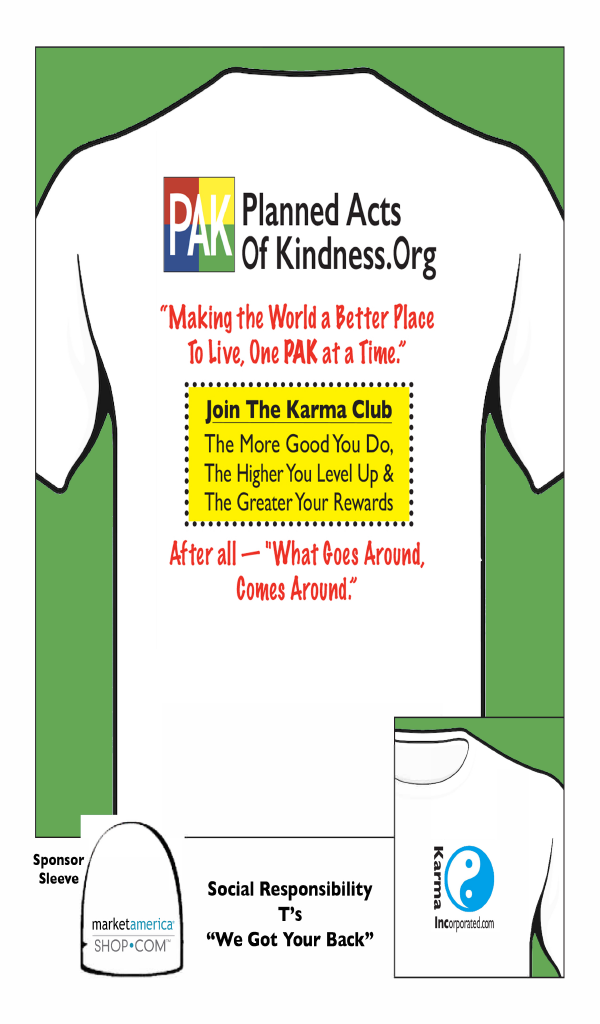 PAK
Planned Acts
Of Kindness.Org
“Making the World a Better Place
To Live, One PAK at a Time.”
Join The Karma Club
The More Good You Do,
The Higher You Level Up &
The Greater Your Rewards
After all — "What Goes Around,
Comes Around.”
Sponsor
Sleeve
marketamerica®
SHOP•COM™
Social Responsibility
T’s
“We Got Your Back”
Karma
Incorporated.com